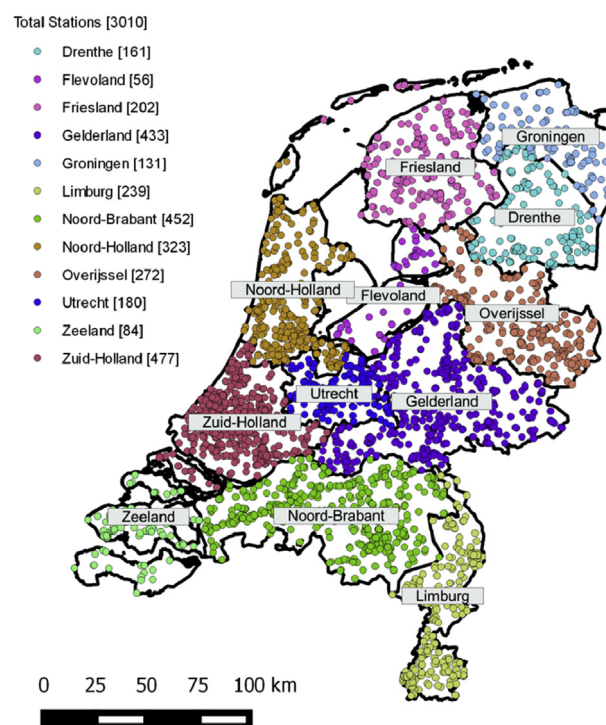 Total Stations [3010]
Drenthe [161]
Flevoland [56]
Friesland [202]
Gelderland [433]
Groningen [131]
Limburg [239]
Noord-Brabant [452]
Noord-Holland [323]
Overijssel [272]
Utrecht [180]
Zeeland [84]
Zuid-Holland [477]
Groningen
Friesland
Drenthe
Noord-Holland
Flevoland
Overijssel
Utrecht
Gelderland
Zuid-Holland
Zeeland
Noord-Brabant
Limburg
0 25 50 75 100 km